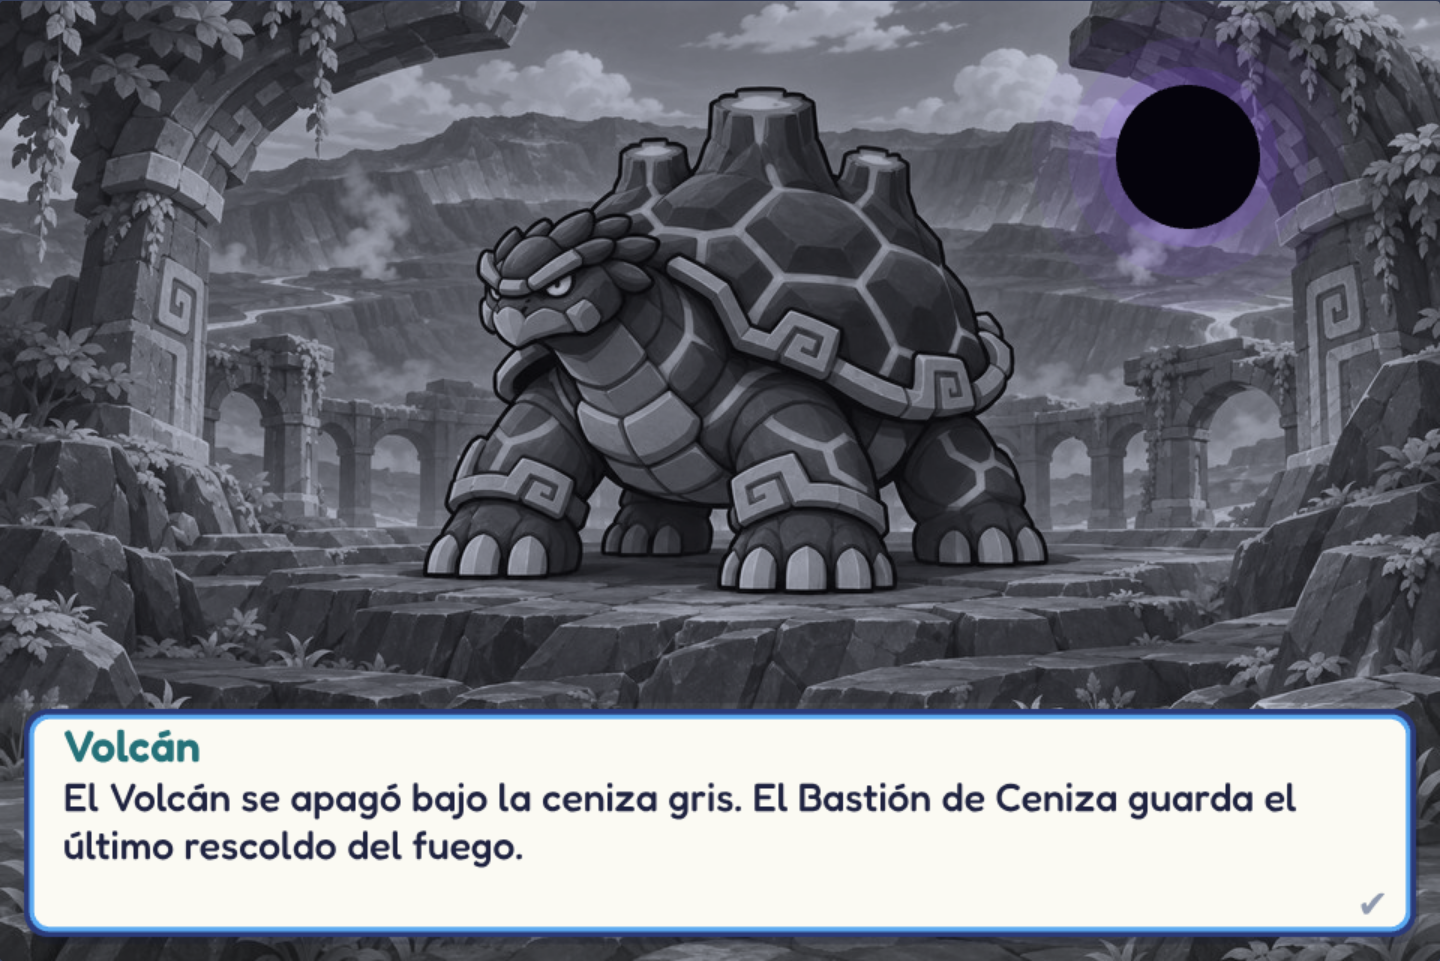 Volcán
El Volcán se apagó bajo la ceniza gris. El Bastión de Ceniza guarda el
último rescoldo del fuego.